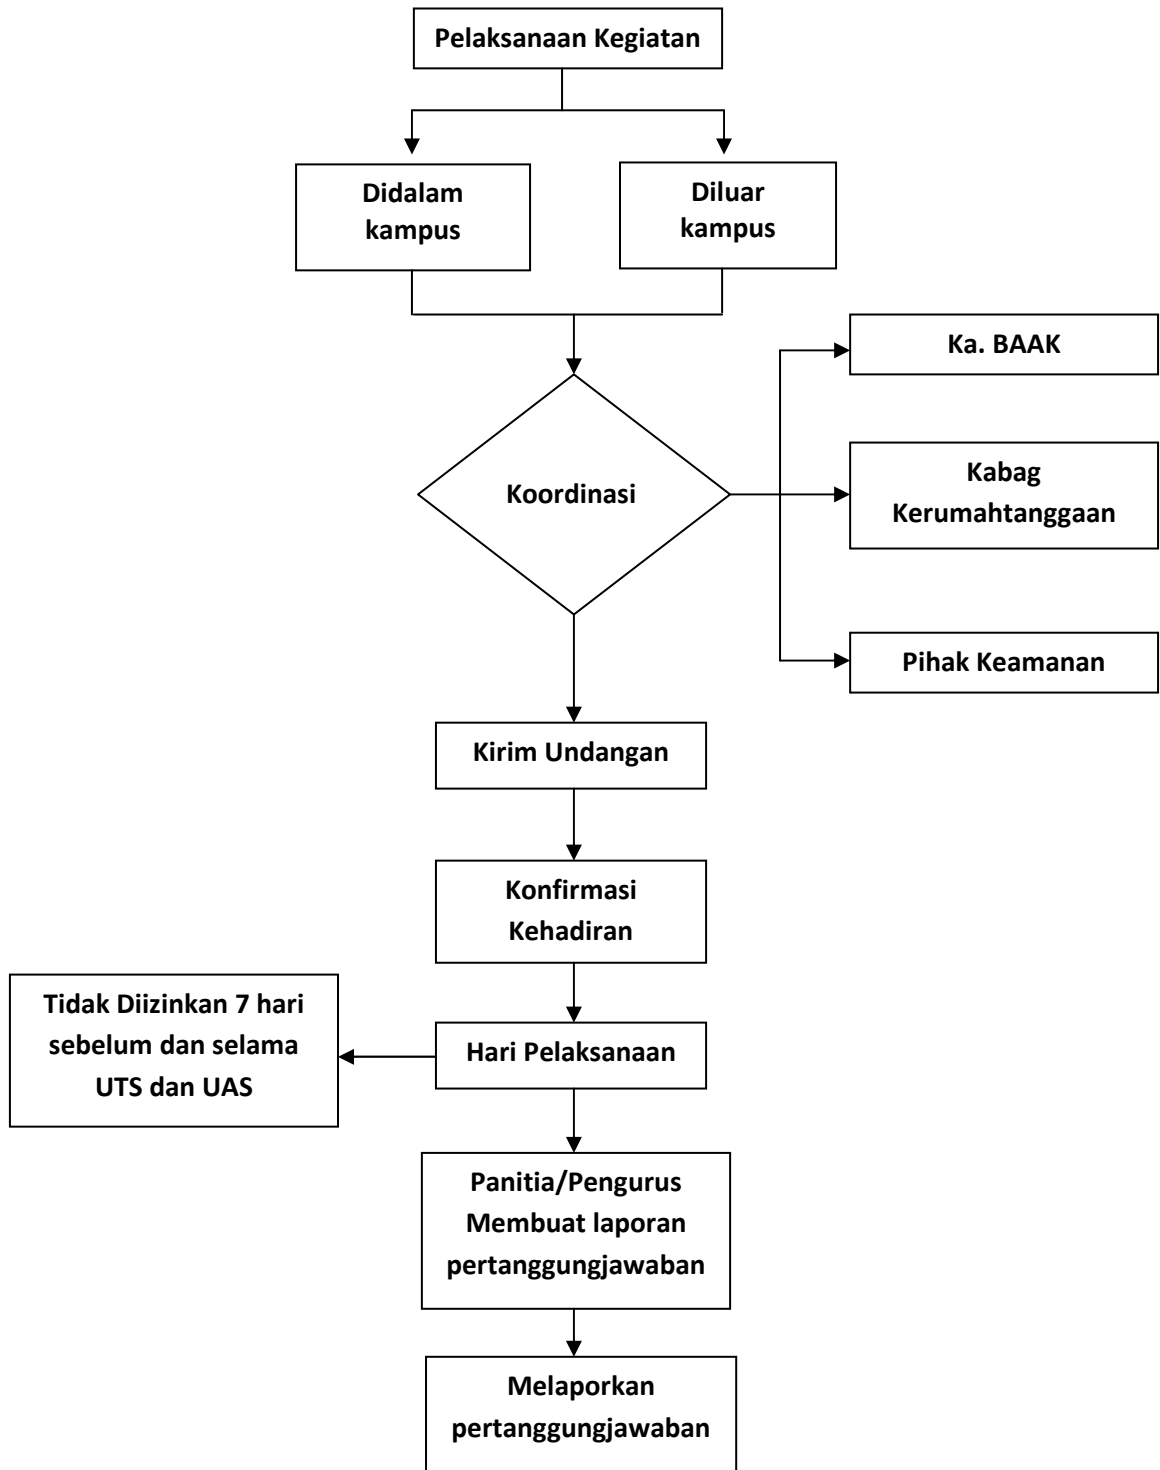 Pelaksanaan Kegiatan
Didalam
kampus
Diluar
kampus
Ka. BAAK
Kabag
Kerumahtanggaan
Koordinasi
Pihak Keamanan
Kirim Undangan
Konfirmasi
Kehadiran
Tidak Diizinkan 7 hari
sebelum dan selama
UTS dan UAS
Hari Pelaksanaan
Panitia/Pengurus
Membuat laporan
pertanggungjawaban
Melaporkan
pertanggungjawaban